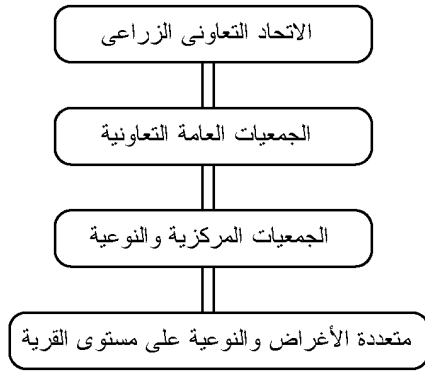 الاتحاد التعاونى الزراعى
الجمعيات العامة التعاونية
الجمعيات المركزية والنوعية
متعددة الأغراض والنوعية على مستوى القرية